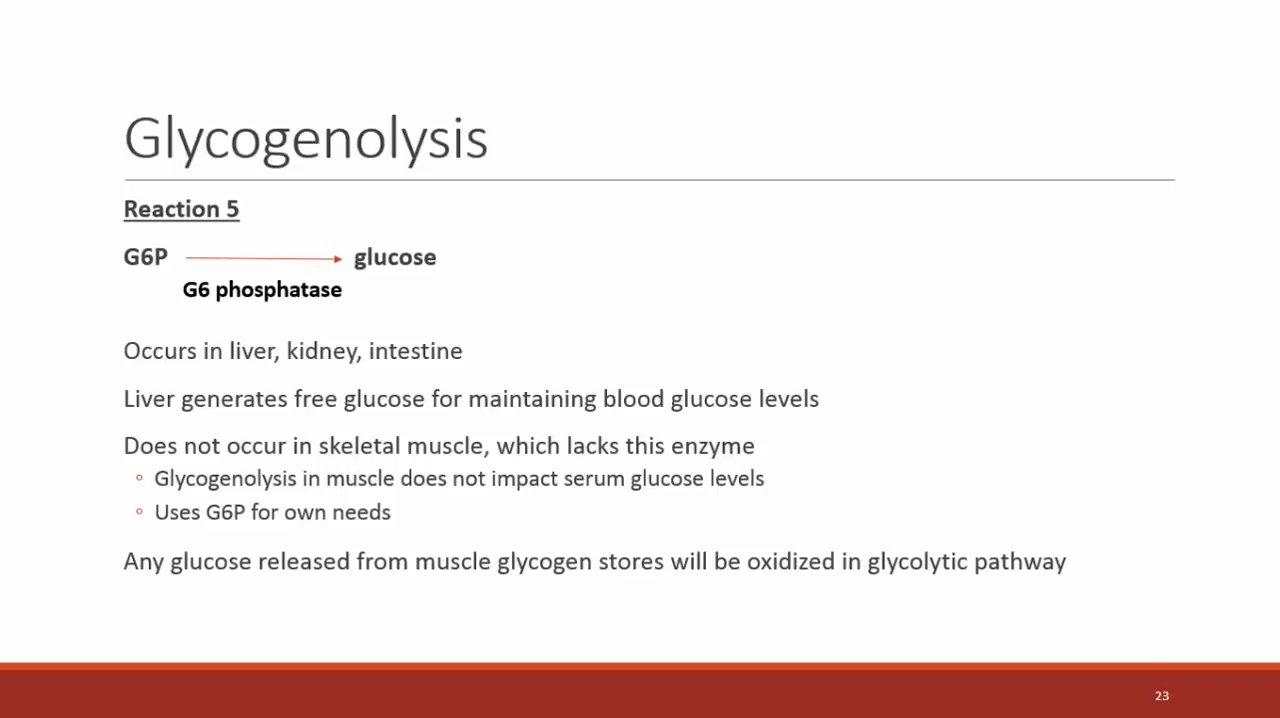 Glycogenolysis
Reaction 5
G6P glucose
G6 phosphatase
Occurs in liver, kidney, intestine
Liver generates free glucose for maintaining blood glucose levels
Does not occur in skeletal muscle, which lacks this enzyme
◦ Glycogenolysis in muscle does not impact serum glucose levels
◦ Uses G6P for own needs
Any glucose released from muscle glycogen stores will be oxidized in glycolytic pathway
23